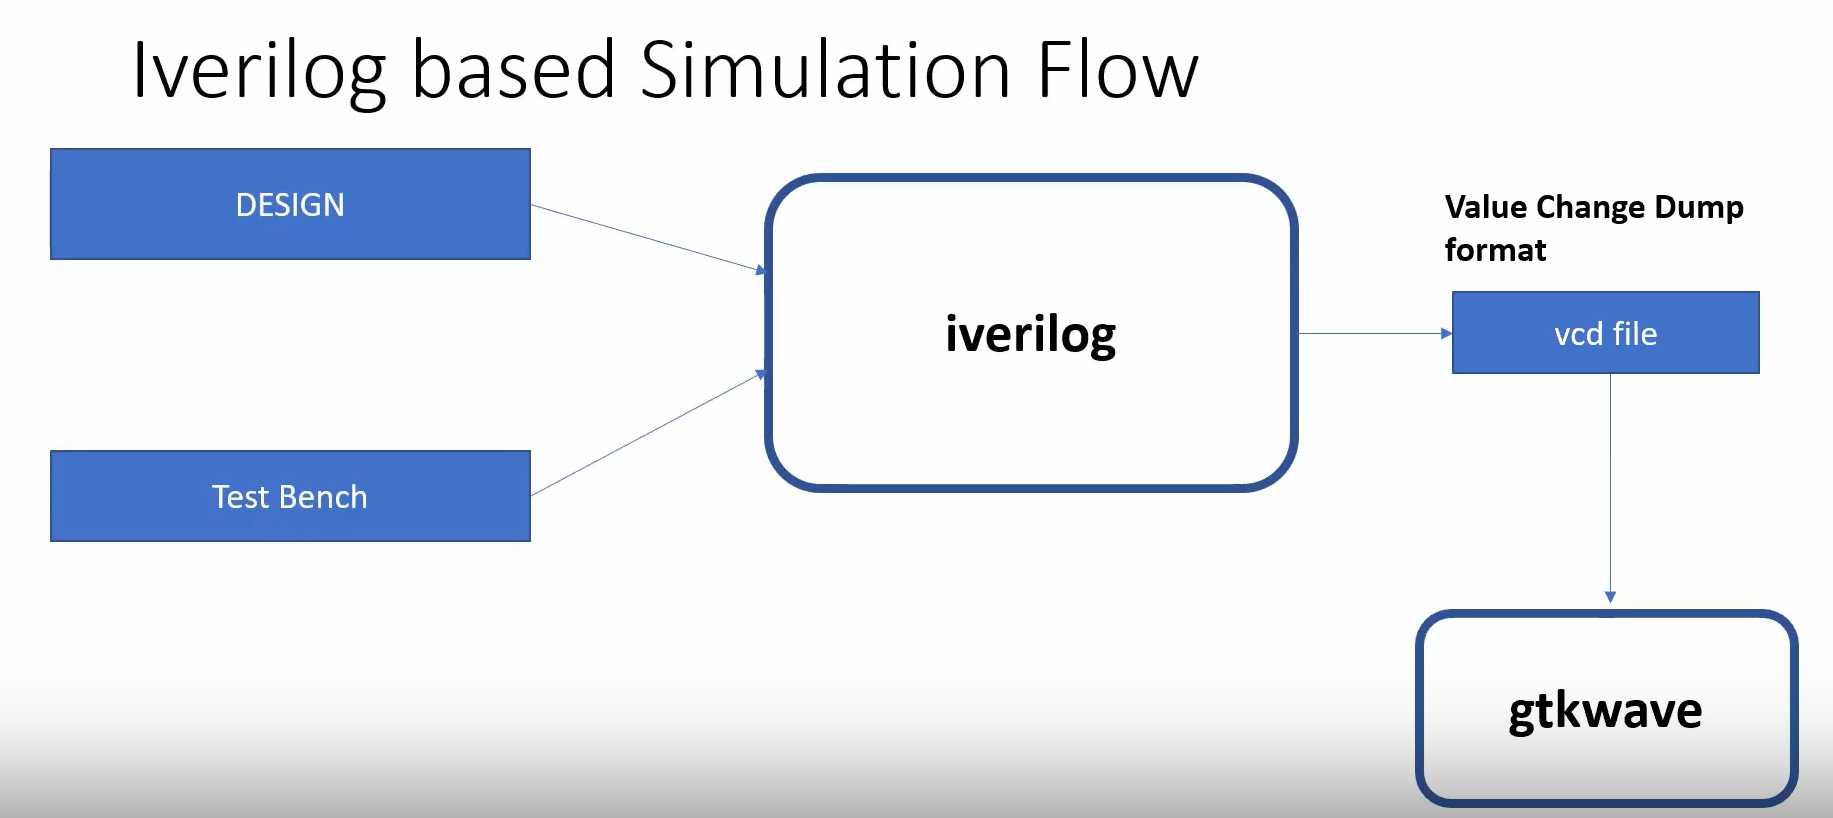 Iverilog based Simulation Flow
DESIGN
Test Bench
iverilog
Value Change Dump
format
vcd file
gtkwave